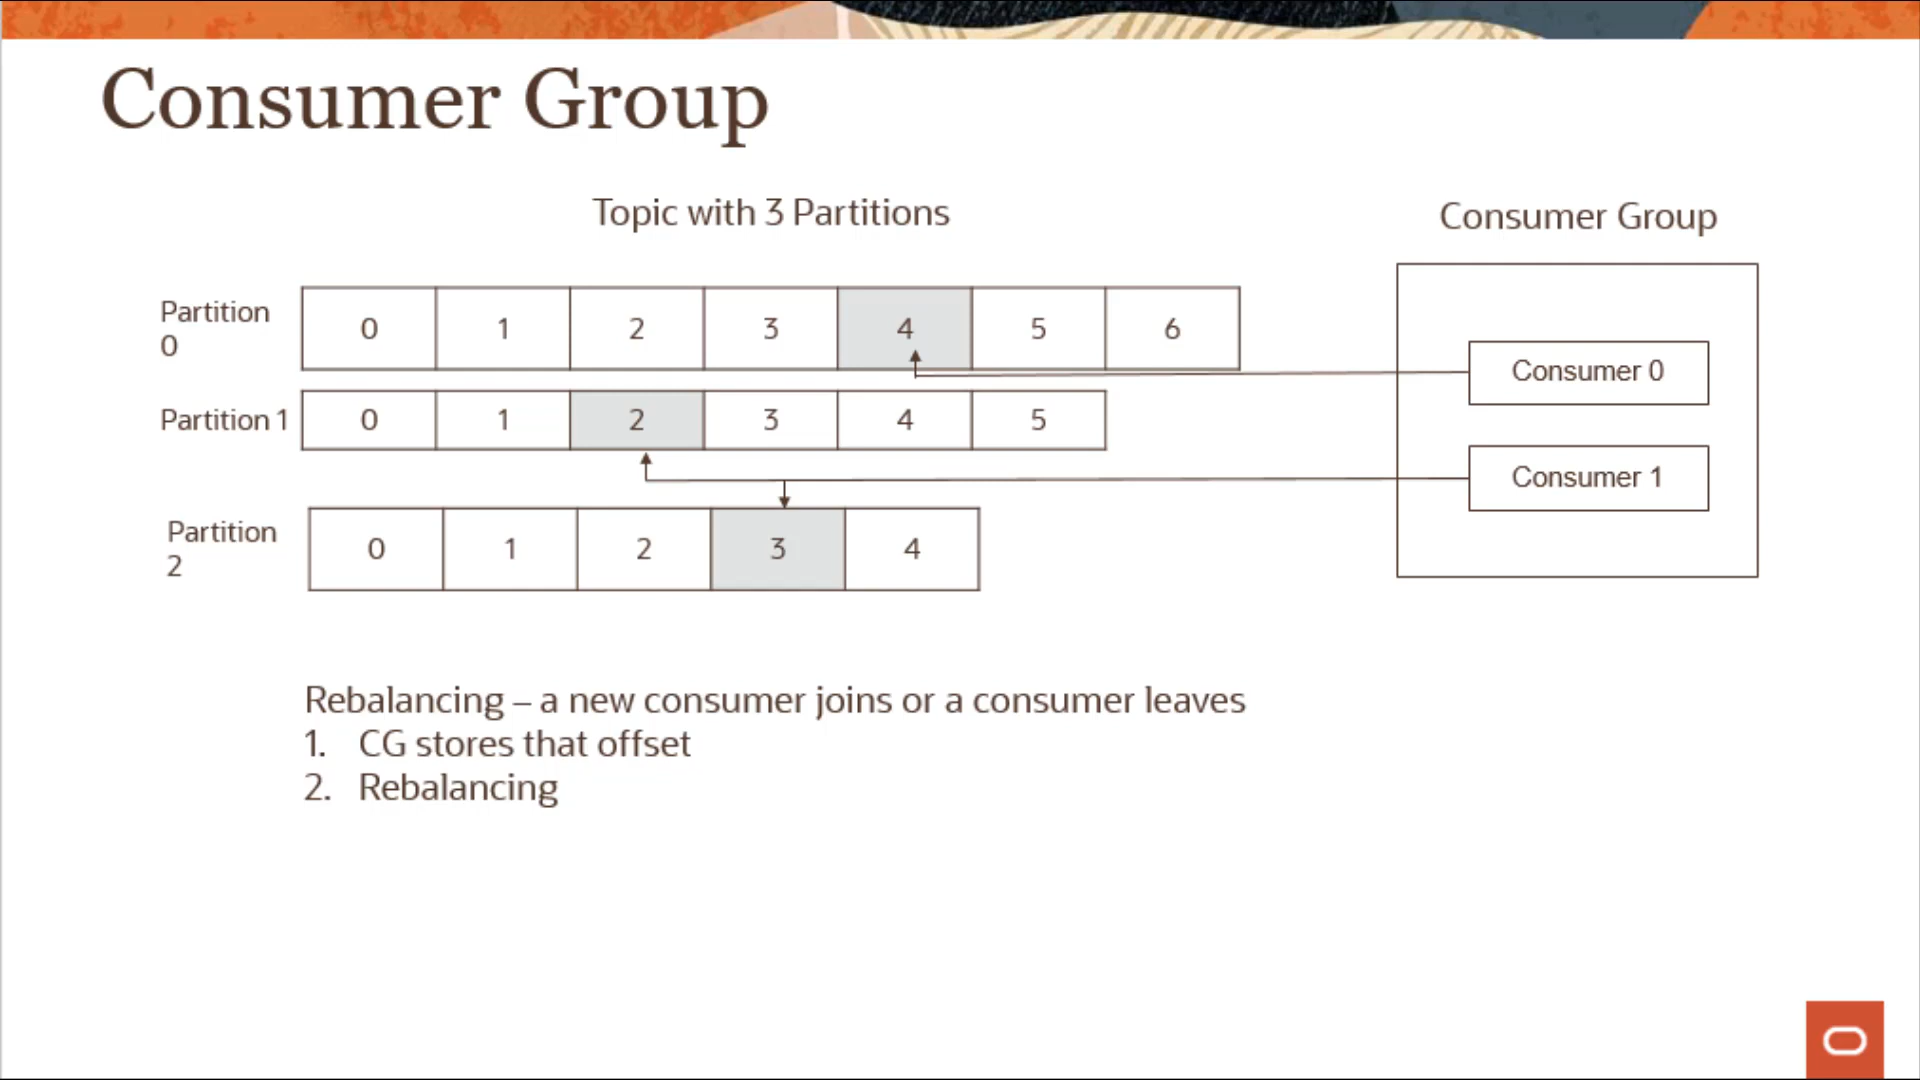 Consumer Group
Topic with 3 Partitions
Consumer Group
Partition
0
0 1 2 3 4 5 6
Consumer 0
Partition 1
0 1 2 3 4 5
Consumer 1
Partition
2
0 1 2 3 4
Rebalancing – a new consumer joins or a consumer leaves
1. CG stores that offset
2. Rebalancing